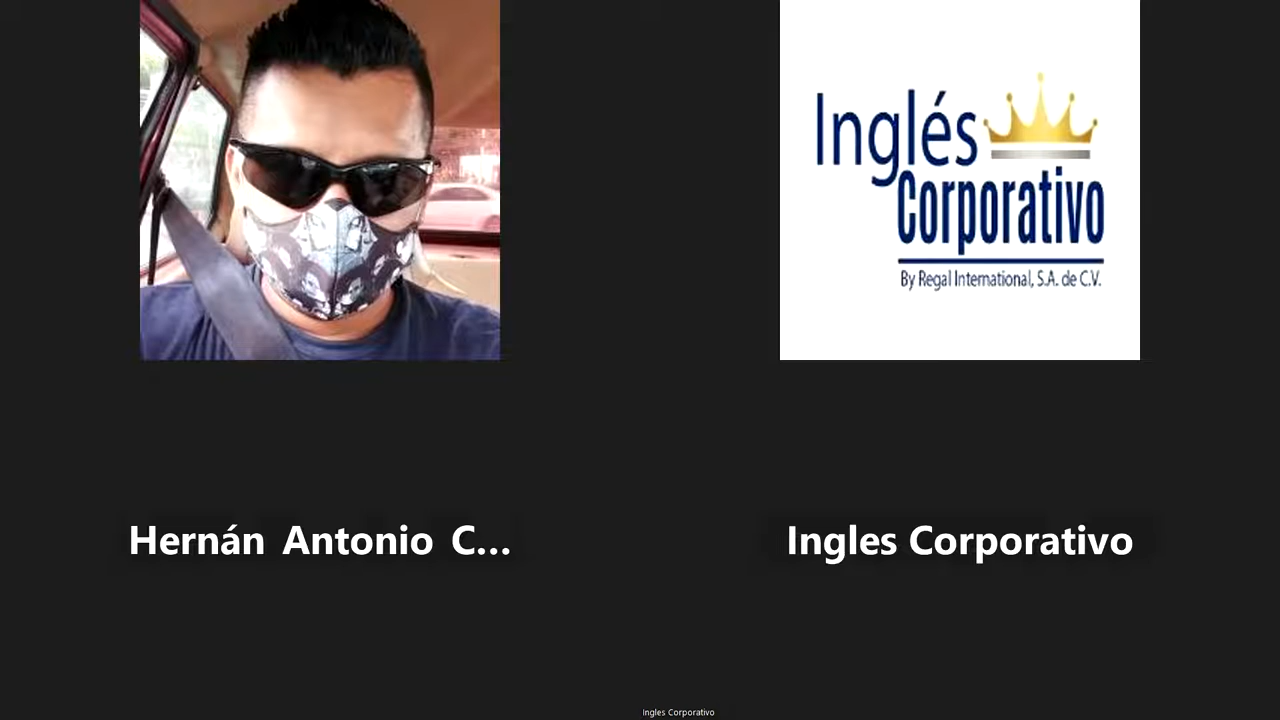 Inglés
Corporativo
By Regal International, S.A. de C.V.
Hernán Antonio C...
Ingles Corporativo
Ingles Corporativo